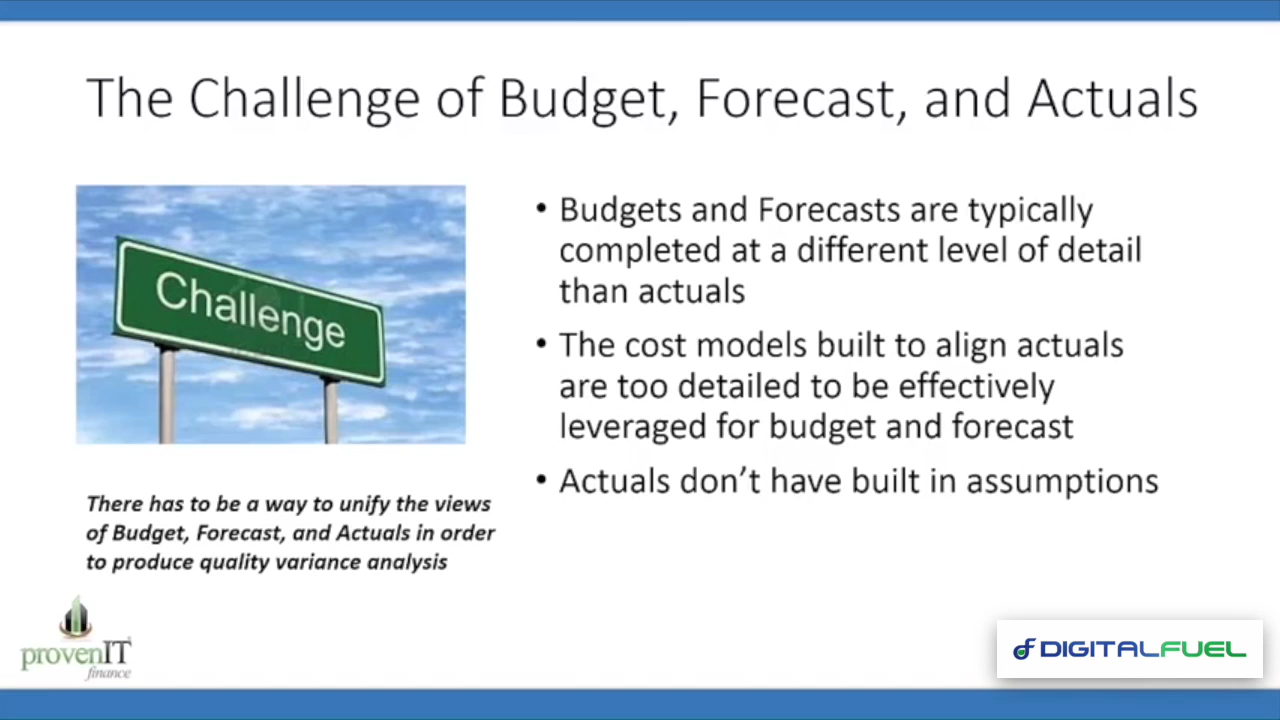 The Challenge of Budget, Forecast, and Actuals
Challenge
• Budgets and Forecasts are typically
completed at a different level of detail
than actuals
• The cost models built to align actuals
are too detailed to be effectively
leveraged for budget and forecast
• Actuals don’t have built in assumptions
There has to be a way to unify the views
of Budget, Forecast, and Actuals in order
to produce quality variance analysis
provenIT
finance
DIGITALFUEL